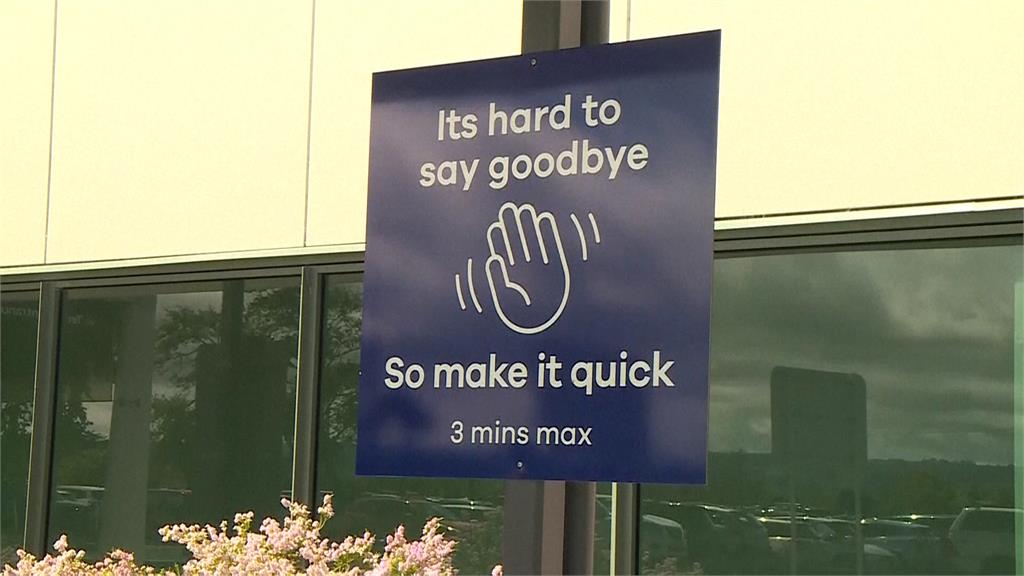 Its hard to
say goodbye
So make it quick
3 mins max